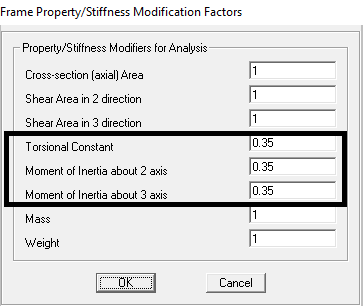 Frame Property/Stiffness Modification Factors
Property/Stiffness Modifiers for Analysis
Cross-section (axial) Area 1
Shear Area in 2 direction 1
Shear Area in 3 direction 1
Torsional Constant 0.35
Moment of Inertia about 2 axis 0.35
Moment of Inertia about 3 axis 0.35
Mass 1
Weight 1
OK Cancel